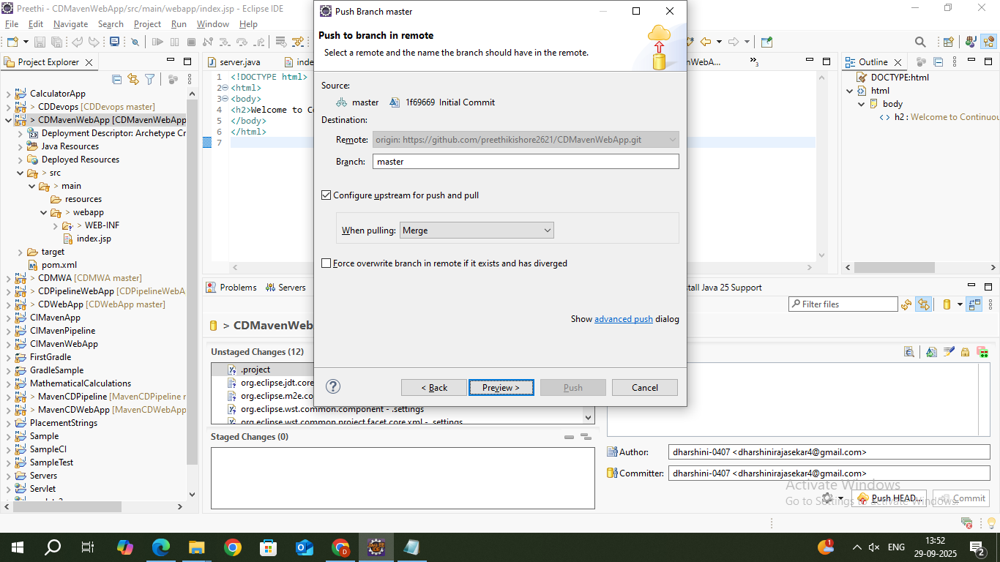 Preethi - CDMavenWebApp/src/main/webapp/index.jsp - Eclipse IDE
File Edit Navigate Search Project Run Window Help
Project Explorer
CalculatorApp
> CDDevops [CDDevops master]
> CDMavenWebApp [CDMavenWebApp
Deployment Descriptor: Archetype Cr
Java Resources
Deployed Resources
> src
> main
resources
> webapp
> WEB-INF
index.jsp
target
pom.xml
> CDMWA [CDMWA master]
> CDPipelineWebApp [CDPipelineWebA
> CDWebApp [CDWebApp master]
CIMavenApp
CIMavenPipeline
CIMavenWebApp
FirstGradle
GradleSample
MathematicalCalculations
> MavenCDPipeline [MavenCDPipeline r
> MavenCDWebApp [MavenCDWebApp
PlacementStrings
Sample
SampleCI
SampleTest
Servers
Servlet
server.java
1 <!DOCTYPE html>
2 <html>
3 <body>
4 <h2>Welcome to Co
5 </body>
6 </html>
7
Push Branch master
Push to branch in remote
Select a remote and the name the branch should have in the remote.
Source:
master 1f69669 Initial Commit
Destination:
Remote: origin: https://github.com/preethikishore2621/CDMavenWebApp.git
Branch: master
Configure upstream for push and pull
When pulling: Merge
Force overwrite branch in remote if it exists and has diverged
Show advanced push dialog
< Back Preview > Push Cancel
Outline
DOCTYPE:html
html
body
h2 : Welcome to Continuou
Problems Servers
stall Java 25 Support
Filter files
> CDMavenWeb
Unstaged Changes (12)
.project
org.eclipse.jdt.core
org.eclipse.m2e.co
org.eclipse.wst.common.component - .settings
org.eclipse.wst.common.project.facet.core.xml - .settings
Staged Changes (0)
Author: dharshini-0407 <dharshinirajasekar4@gmail.com>
Committer: dharshini-0407 <dharshinirajasekar4@gmail.com>
Activate Windows
Go to Settings to activate Windows.
Push HEAD... Commit
ENG
13:52
29-09-2025
1
2